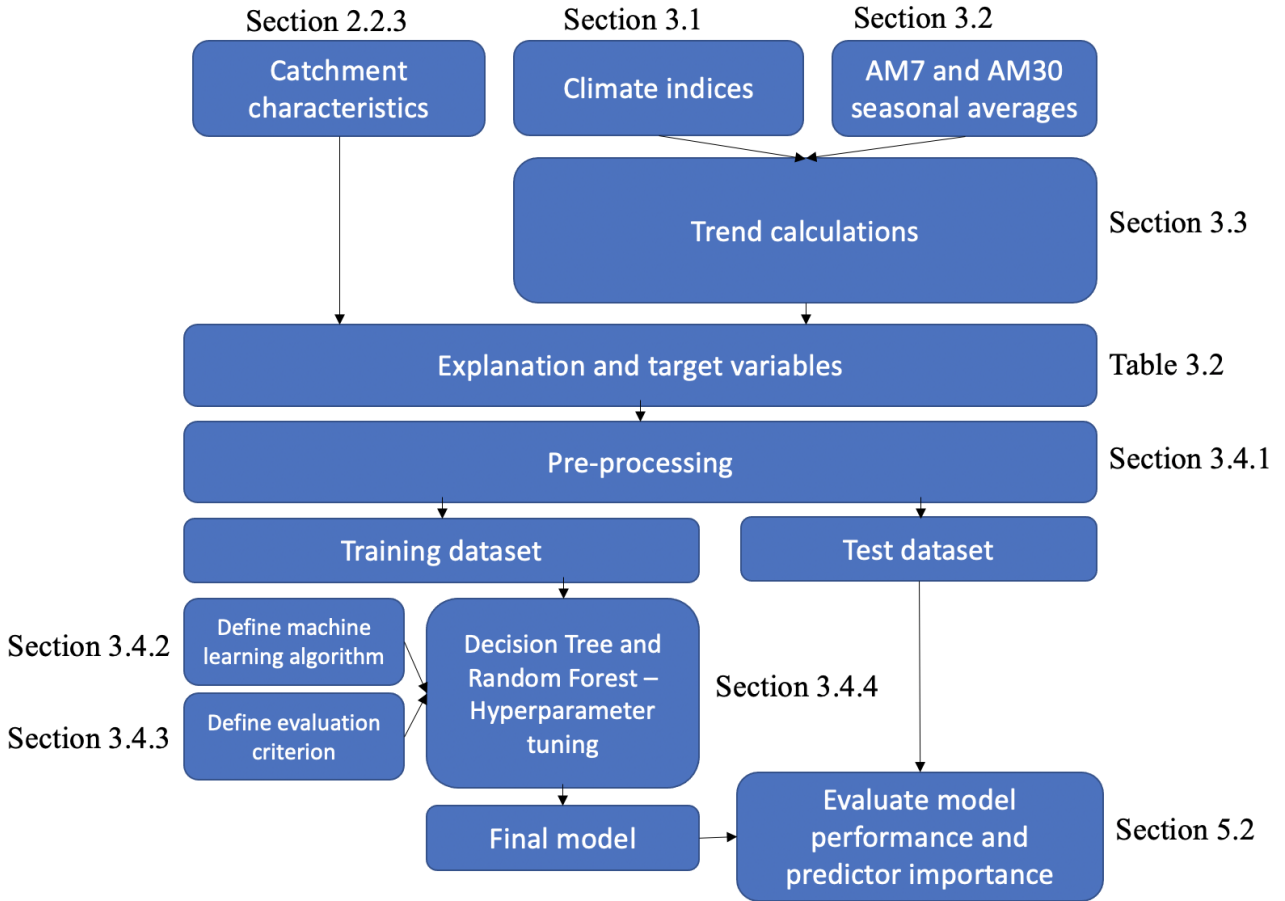 Section 2.2.3
Section 3.1
Section 3.2
Catchment
characteristics
Climate indices
AM7 and AM30
seasonal averages
Trend calculations
Section 3.3
Explanation and target variables
Table 3.2
Pre-processing
Section 3.4.1
Training dataset
Test dataset
Section 3.4.2
Define machine
learning algorithm
Section 3.4.3
Define evaluation
criterion
Decision Tree and
Random Forest –
Hyperparameter
tuning
Section 3.4.4
Final model
Evaluate model
performance and
predictor importance
Section 5.2